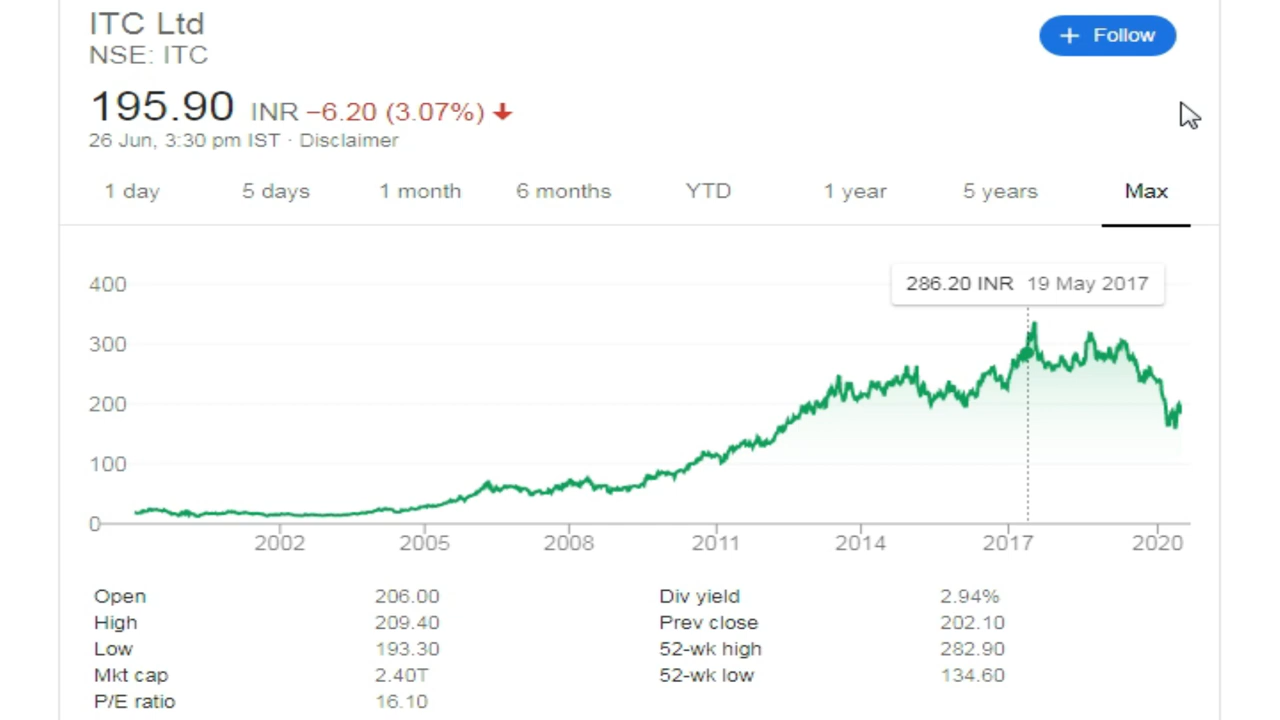 ITC Ltd
NSE: ITC
+ Follow
195.90 INR −6.20 (3.07%) ↓
26 Jun, 3:30 pm IST · Disclaimer
1 day 5 days 1 month 6 months YTD 1 year 5 years Max
286.20 INR 19 May 2017
400
300
200
100
0
2002 2005 2008 2011 2014 2017 2020
Open 206.00 Div yield 2.94%
High 209.40 Prev close 202.10
Low 193.30 52-wk high 282.90
Mkt cap 2.40T 52-wk low 134.60
P/E ratio 16.10